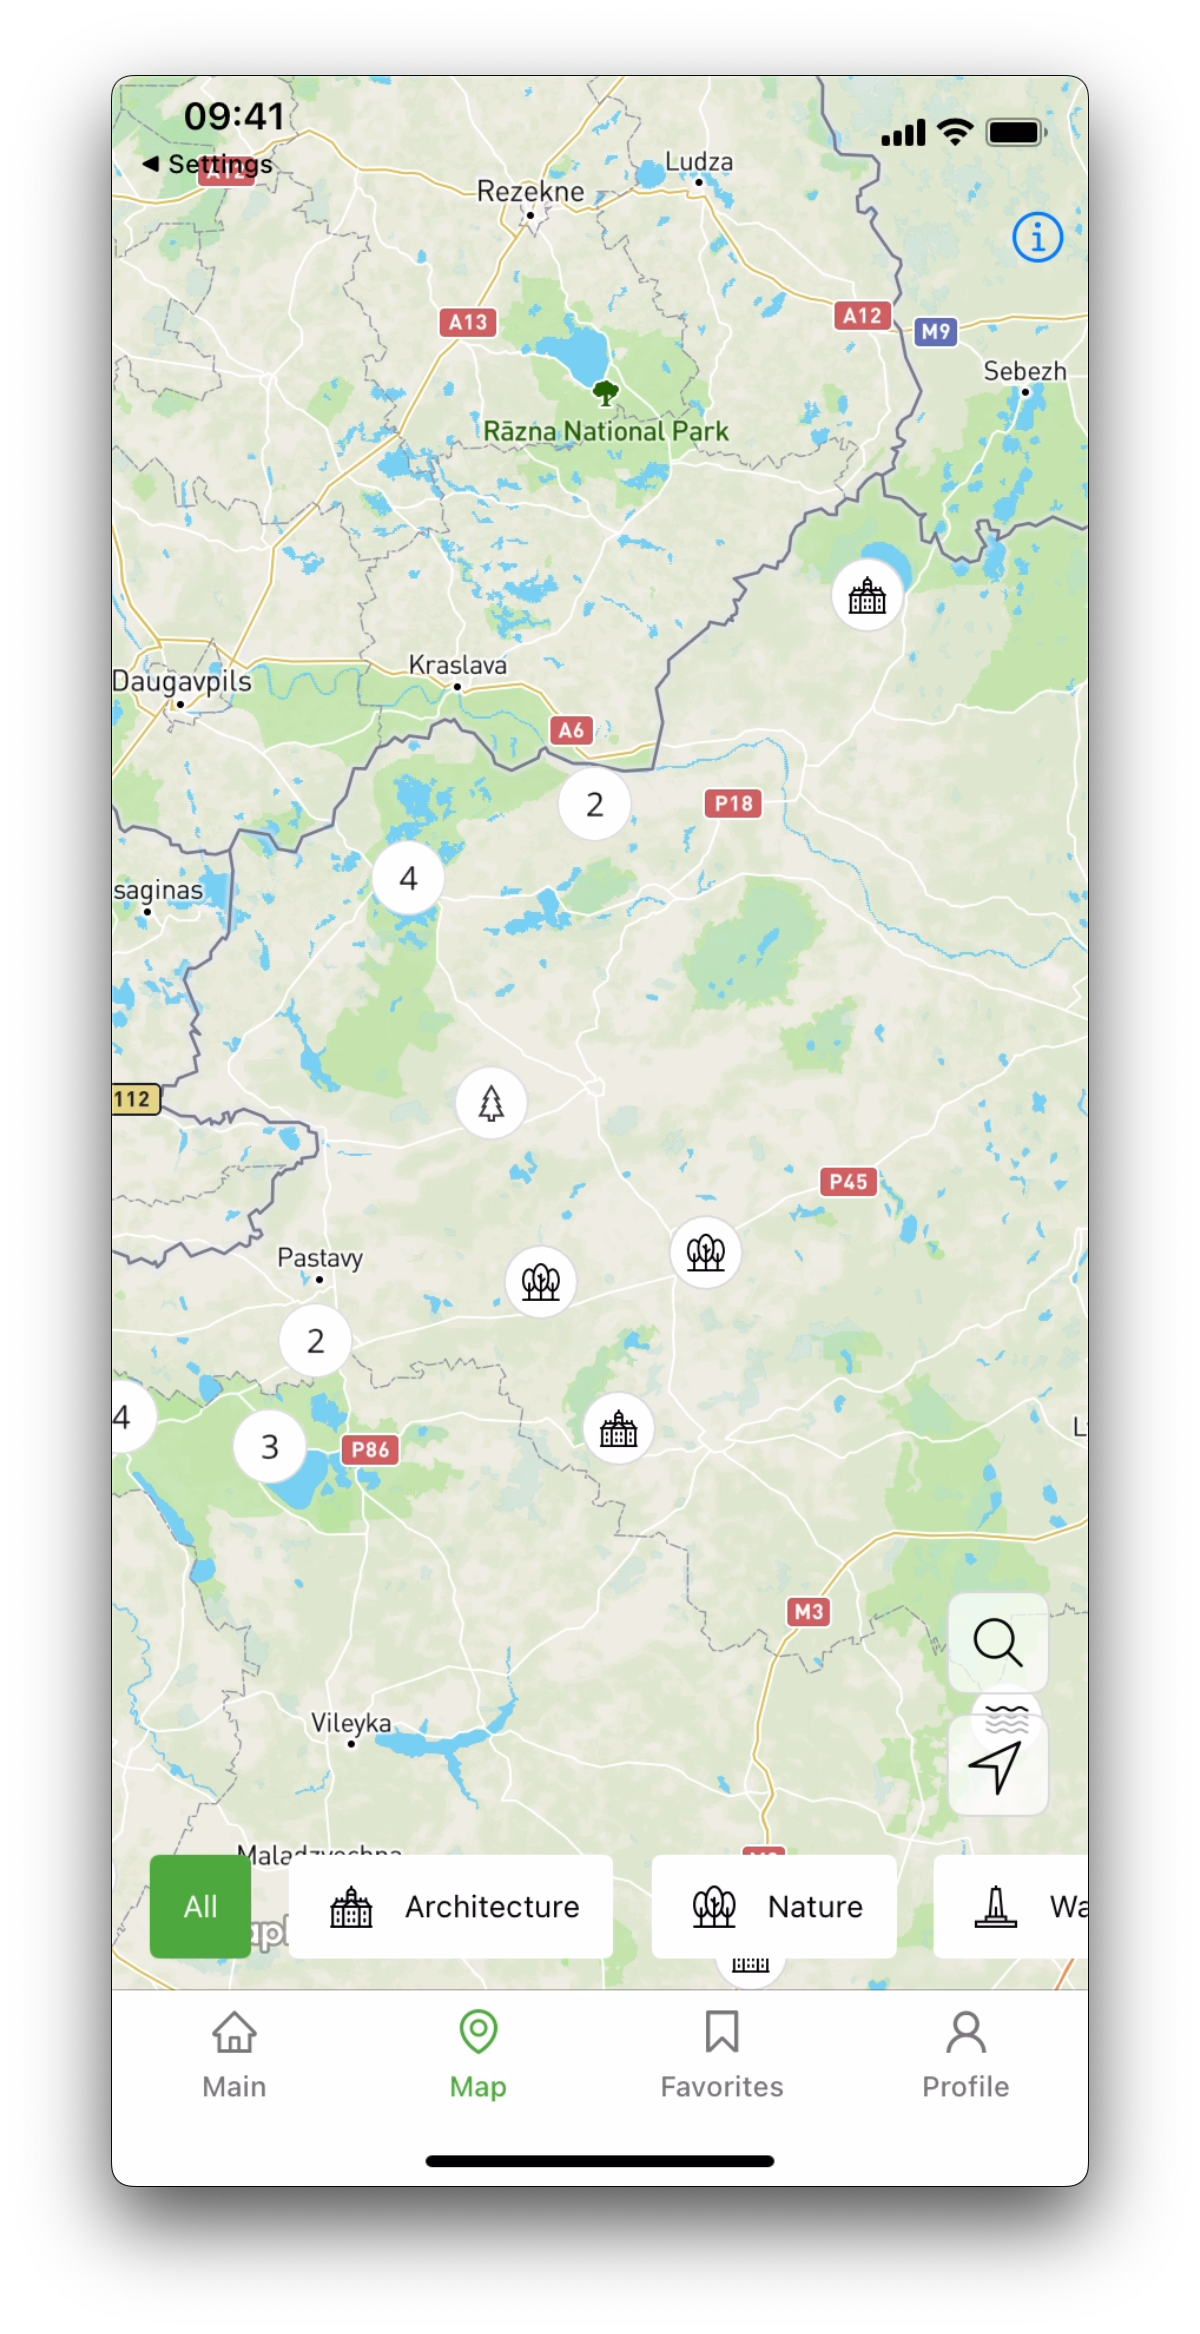 09:41
Settings
A12
Ludza
Rezekne
A13
A12
M9
Sebezh
Rāzna National Park
Kraslava
Daugavpils
A6
2
P18
4
saginas
112
P45
Pastavy
2
4
3
P86
M3
Vileyka
Maladzyechna
All
Architecture
Nature
Wa
Main
Map
Favorites
Profile